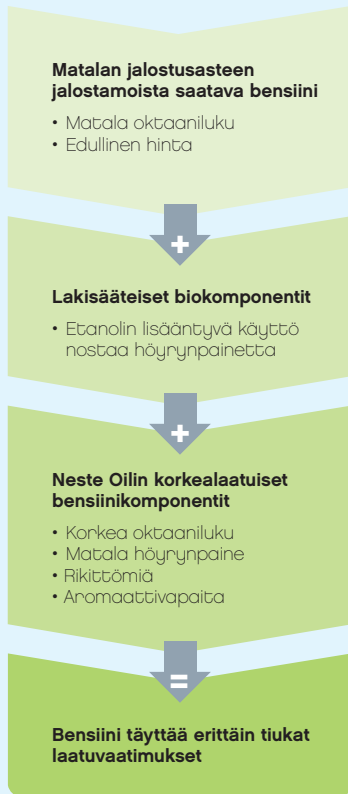 Matalan jalostusasteen
jalostamoista saatava bensiini
• Matala oktaaniluku
• Edullinen hinta
+
Lakisääteiset biokomponentit
• Etanolin lisääntyvä käyttö
nostaa höyrynpainetta
+
Neste Oilin korkealaatuiset
bensiinikomponentit
• Korkea oktaaniluku
• Matala höyrynpaine
• Rikittömiä
• Aromaattivapaita
=
Bensiini täyttää erittäin tiukat
laatuvaatimukset